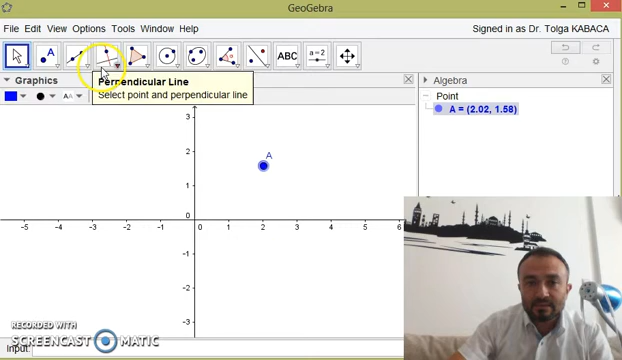 GeoGebra
File Edit View Options Tools Window Help
Signed in as Dr. Tolga KABACA
A
ABC
a = 2
Graphics
Perpendicular Line
Select point and perpendicular line
AA
Algebra
Point
A = (2.02, 1.58)
3
2
A
1
0
-5 -4 -3 -2 -1 0 1 2 3 4 5 6
-1
-2
-3
RECORDED WITH
SCREENCAST MATIC
Input: